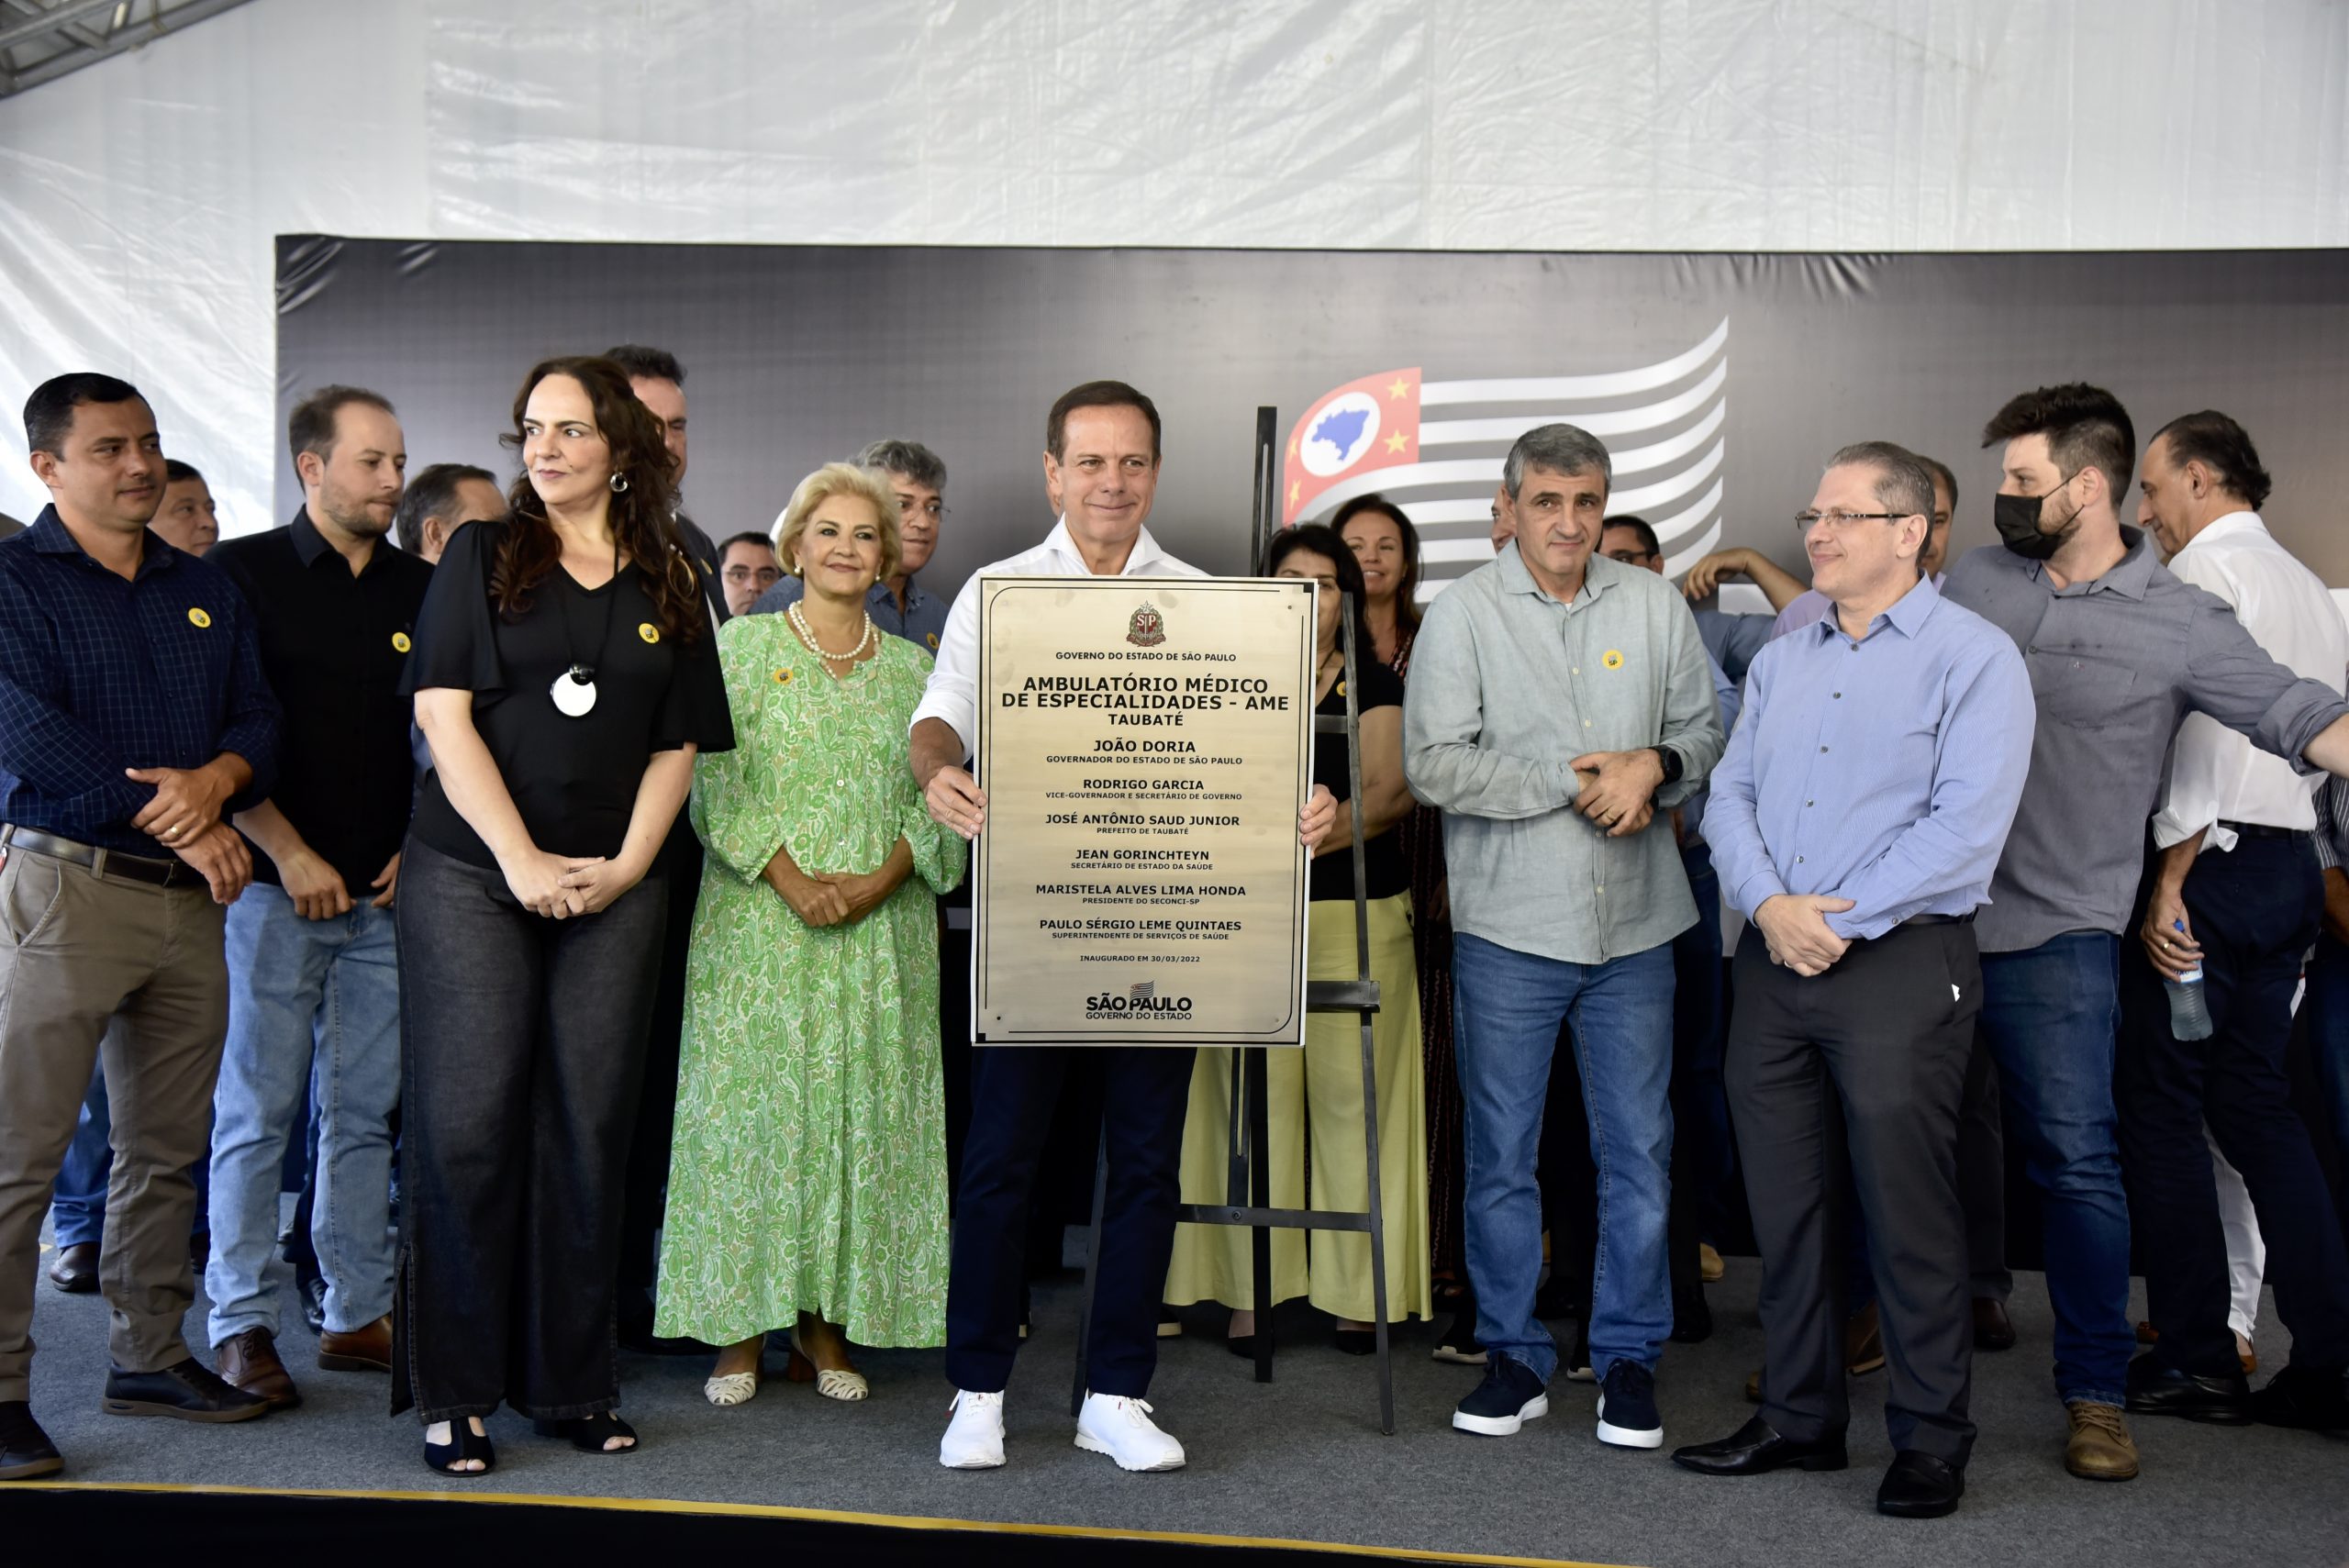 SP
GOVERNO DO ESTADO DE SÃO PAULO
AMBULATÓRIO MÉDICO
DE ESPECIALIDADES - AME
TAUBATÉ
JOÃO DORIA
GOVERNADOR DO ESTADO DE SÃO PAULO
RODRIGO GARCIA
VICE-GOVERNADOR E SECRETÁRIO DE GOVERNO
JOSÉ ANTÔNIO SAUD JUNIOR
PREFEITO DE TAUBATÉ
JEAN GORINCHTEYN
SECRETÁRIO DE ESTADO DA SAÚDE
MARISTELA ALVES LIMA HONDA
PRESIDENTE DO SECONCI-SP
PAULO SÉRGIO LEME QUINTAES
SUPERINTENDENTE DE SERVIÇOS DE SAÚDE
INAUGURADO EM 30/03/2022
SÃO PAULO
GOVERNO DO ESTADO
SP